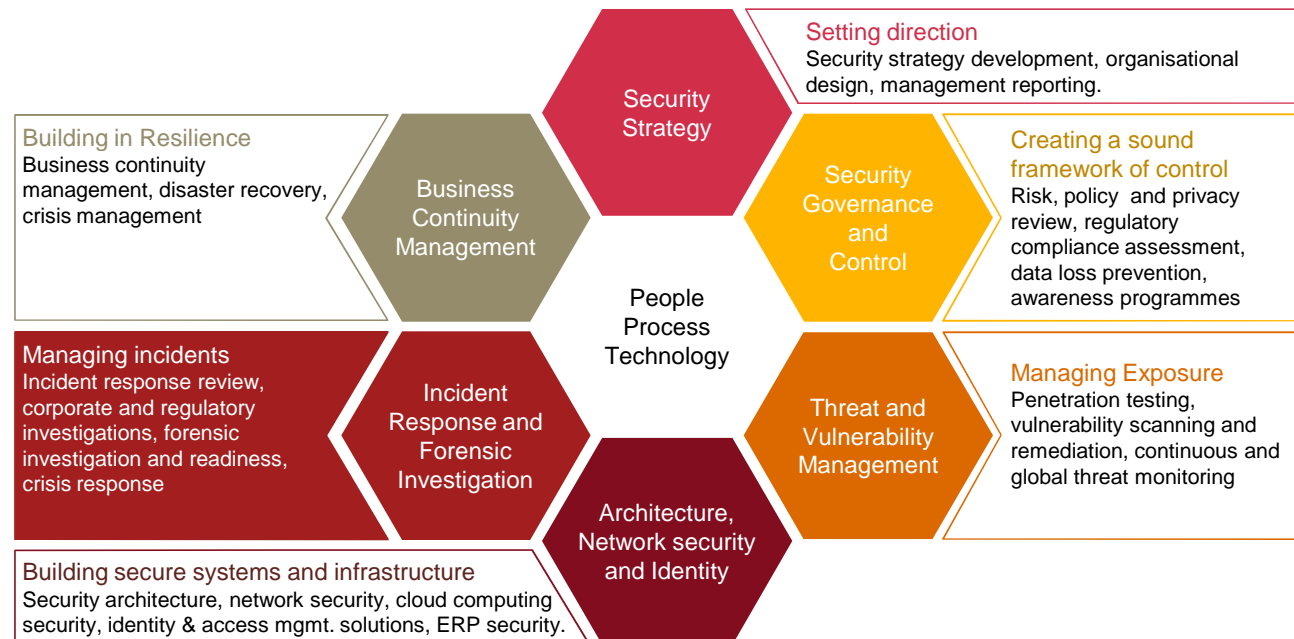 Security
Strategy
Setting direction
Security strategy development, organisational
design, management reporting.
Building in Resilience
Business continuity
management, disaster recovery,
crisis management
Business
Continuity
Management
Security
Governance
and
Control
Creating a sound
framework of control
Risk, policy  and privacy
review, regulatory
compliance assessment,
data loss prevention,
awareness programmes
People
Process
Technology
Managing incidents
Incident response review,
corporate and regulatory
investigations, forensic
investigation and readiness,
crisis response
Incident
Response and
Forensic
Investigation
Threat and
Vulnerability
Management
Managing Exposure
Penetration testing,
vulnerability scanning and
remediation, continuous and
global threat monitoring
Architecture,
Network security
and Identity
Building secure systems and infrastructure
Security architecture, network security, cloud computing
security, identity & access mgmt. solutions, ERP security.